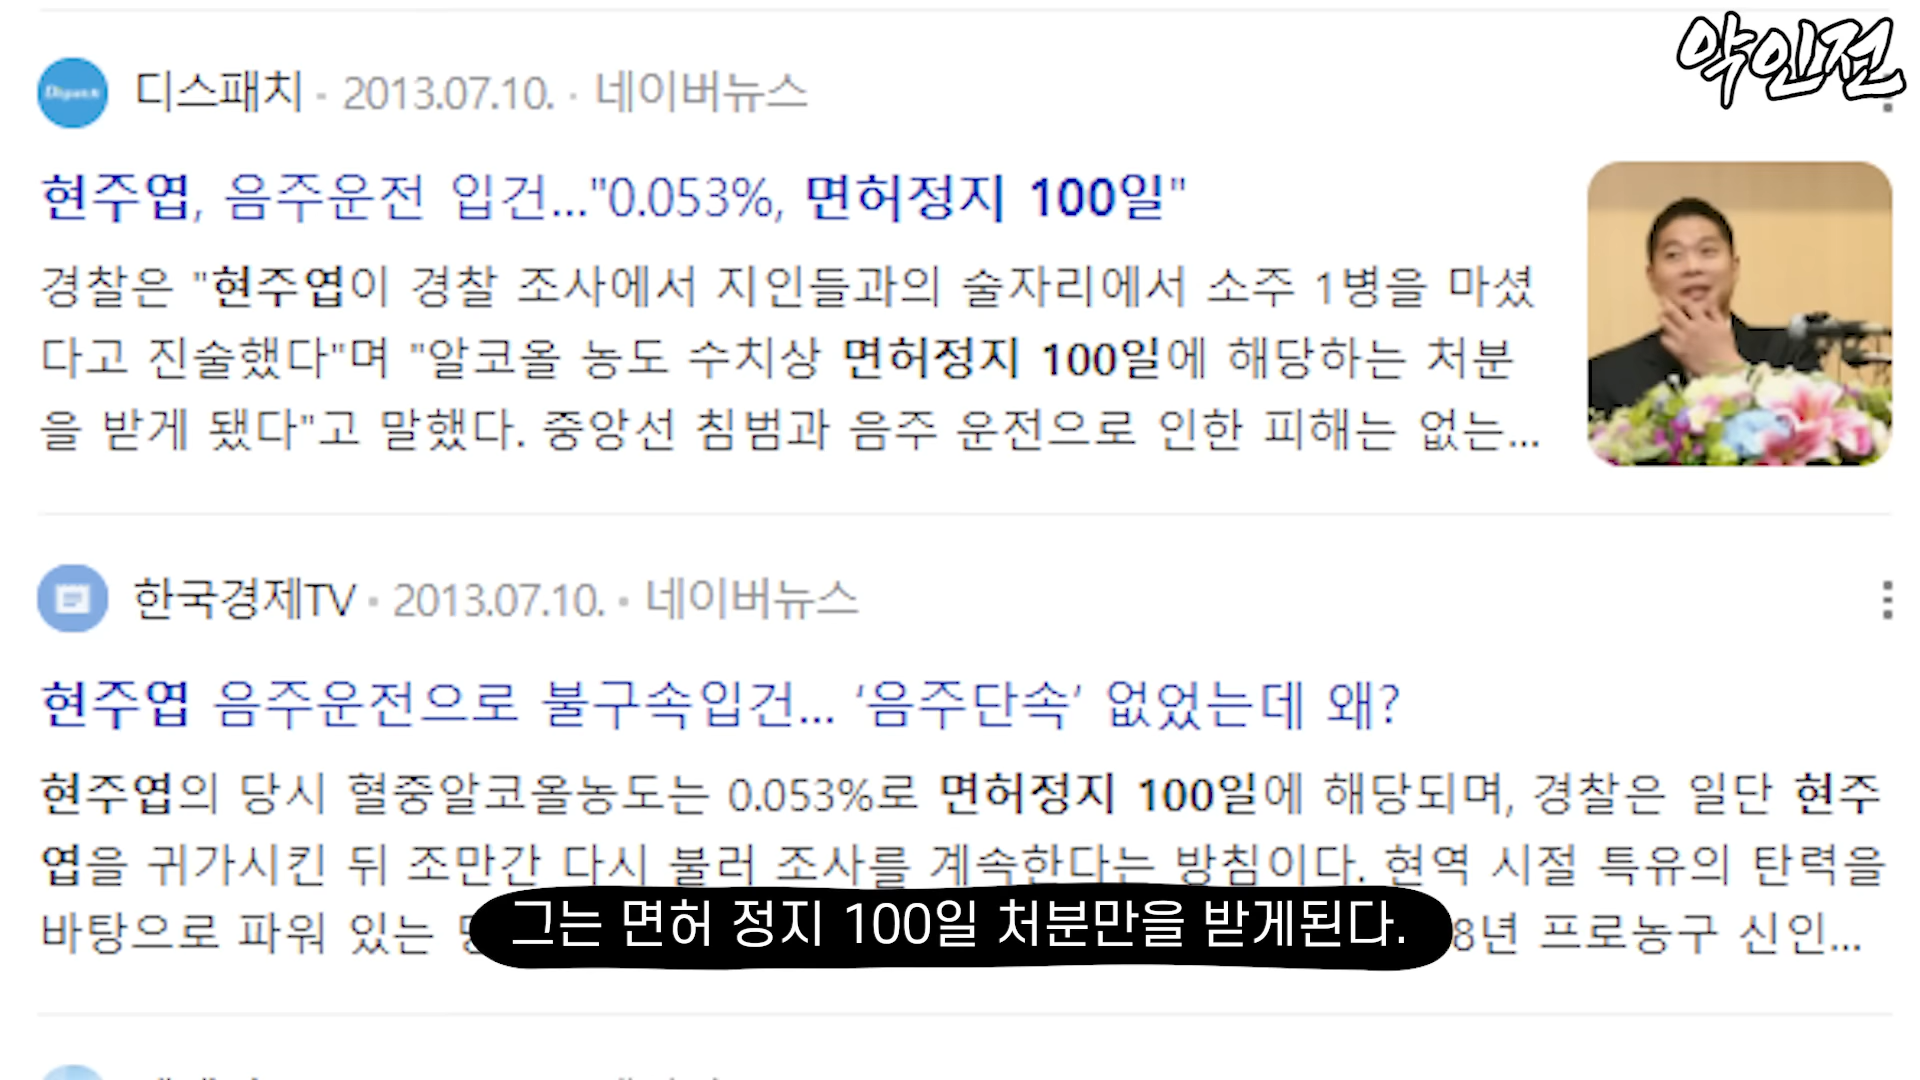 약인전
디스패치 · 2013.07.10. · 네이버뉴스
현주엽, 음주운전 입건..."0.053%, 면허정지 100일"
경찰은 "현주엽이 경찰 조사에서 지인들과의 술자리에서 소주 1병을 마셨
다고 진술했다"며 "알코올 농도 수치상 면허정지 100일에 해당하는 처분
을 받게 됐다"고 말했다. 중앙선 침범과 음주 운전으로 인한 피해는 없는...
한국경제TV · 2013.07.10. · 네이버뉴스
현주엽 음주운전으로 불구속입건... ‘음주단속’ 없었는데 왜?
현주엽의 당시 혈중알코올농도는 0.053%로 면허정지 100일에 해당되며, 경찰은 일단 현주
엽을 귀가시킨 뒤 조만간 다시 불러 조사를 계속한다는 방침이다. 현역 시절 특유의 탄력을
바탕으로 파워 있는 8년 프로농구 신인...
그는 면허 정지 100일 처분만을 받게된다.